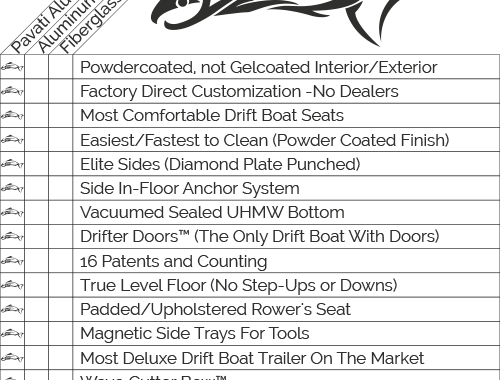 Pavati Alu
Aluminum
Fiberglass
Powdercoated, not Gelcoated Interior/Exterior
Factory Direct Customization -No Dealers
Most Comfortable Drift Boat Seats
Easiest/Fastest to Clean (Powder Coated Finish)
Elite Sides (Diamond Plate Punched)
Side In-Floor Anchor System
Vacuumed Sealed UHMW Bottom
Drifter Doors™ (The Only Drift Boat With Doors)
16 Patents and Counting
True Level Floor (No Step-Ups or Downs)
Padded/Upholstered Rower's Seat
Magnetic Side Trays For Tools
Most Deluxe Drift Boat Trailer On The Market
Wave Cutter Bow™